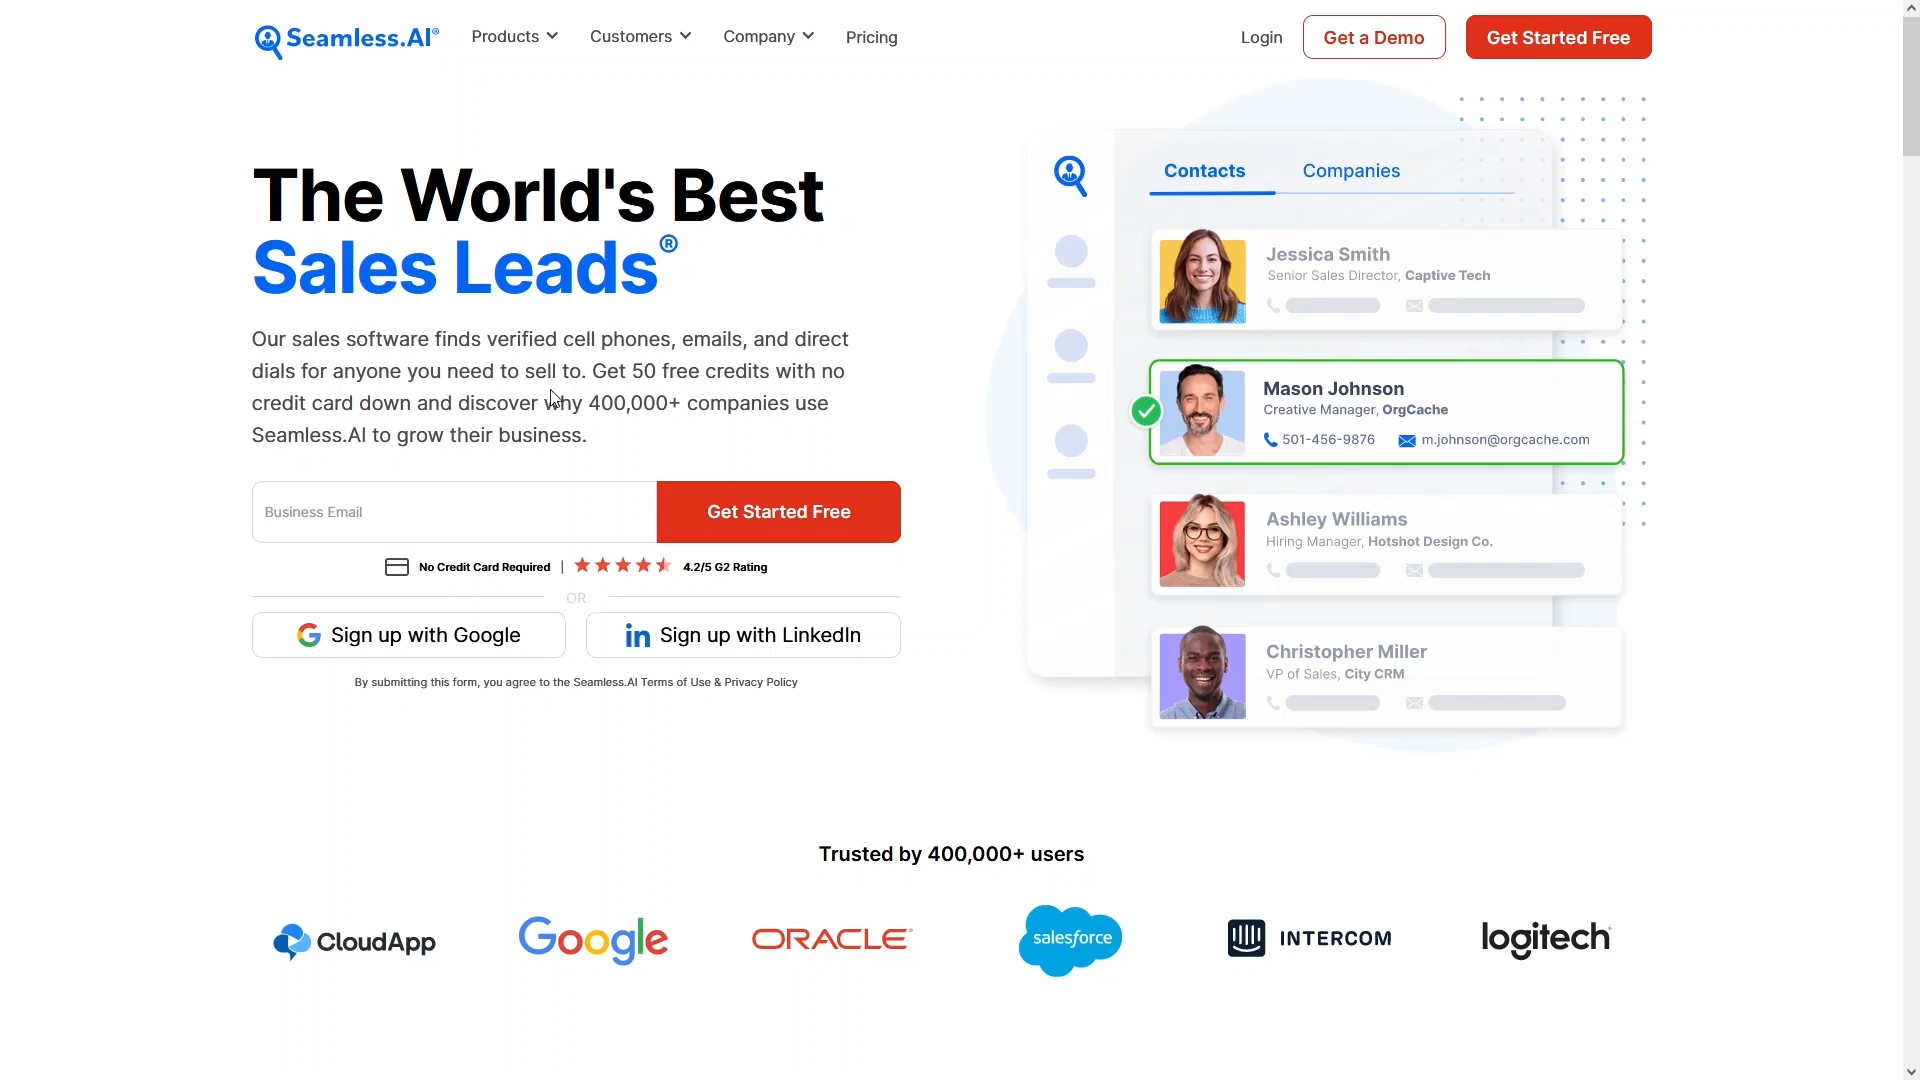 Seamless.AI®
Products
Customers
Company
Pricing
Login
Get a Demo
Get Started Free
The World's Best
Sales Leads®
Our sales software finds verified cell phones, emails, and direct
dials for anyone you need to sell to. Get 50 free credits with no
credit card down and discover why 400,000+ companies use
Seamless.AI to grow their business.
Business Email
Get Started Free
No Credit Card Required | 4.2/5 G2 Rating
OR
Sign up with Google
Sign up with LinkedIn
By submitting this form, you agree to the Seamless.AI Terms of Use & Privacy Policy
Contacts
Companies
Jessica Smith
Senior Sales Director, Captive Tech
Mason Johnson
Creative Manager, OrgCache
501-456-9876
m.johnson@orgcache.com
Ashley Williams
Hiring Manager, Hotshot Design Co.
Christopher Miller
VP of Sales, City CRM
Trusted by 400,000+ users
CloudApp
Google
ORACLE
salesforce
INTERCOM
logitech